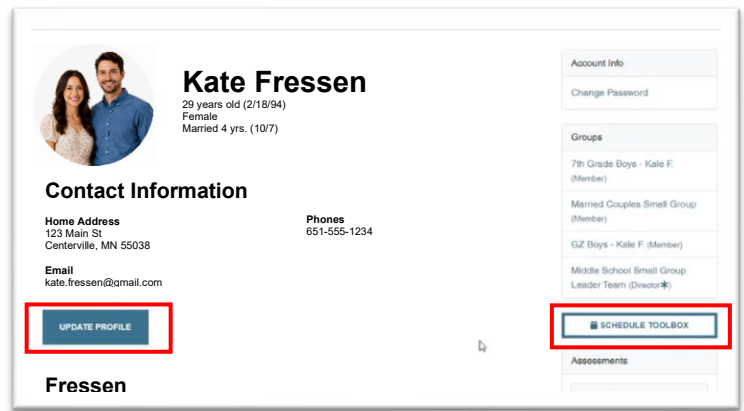 Kate Fressen
29 years old (2/18/94)
Female
Married 4 yrs. (10/7)
Contact Information
Home Address
123 Main St
Centerville, MN 55038
Phones
651-555-1234
Email
kate.fressen@gmail.com
UPDATE PROFILE
Fressen
Account Info
Change Password
Groups
7th Grade Boys - Kale F.
(Member)
Married Couples Small Group
(Member)
GZ Boys - Kale F. (Member)
Middle School Small Group
Leader Team (Director*)
SCHEDULE TOOLBOX
Assessments